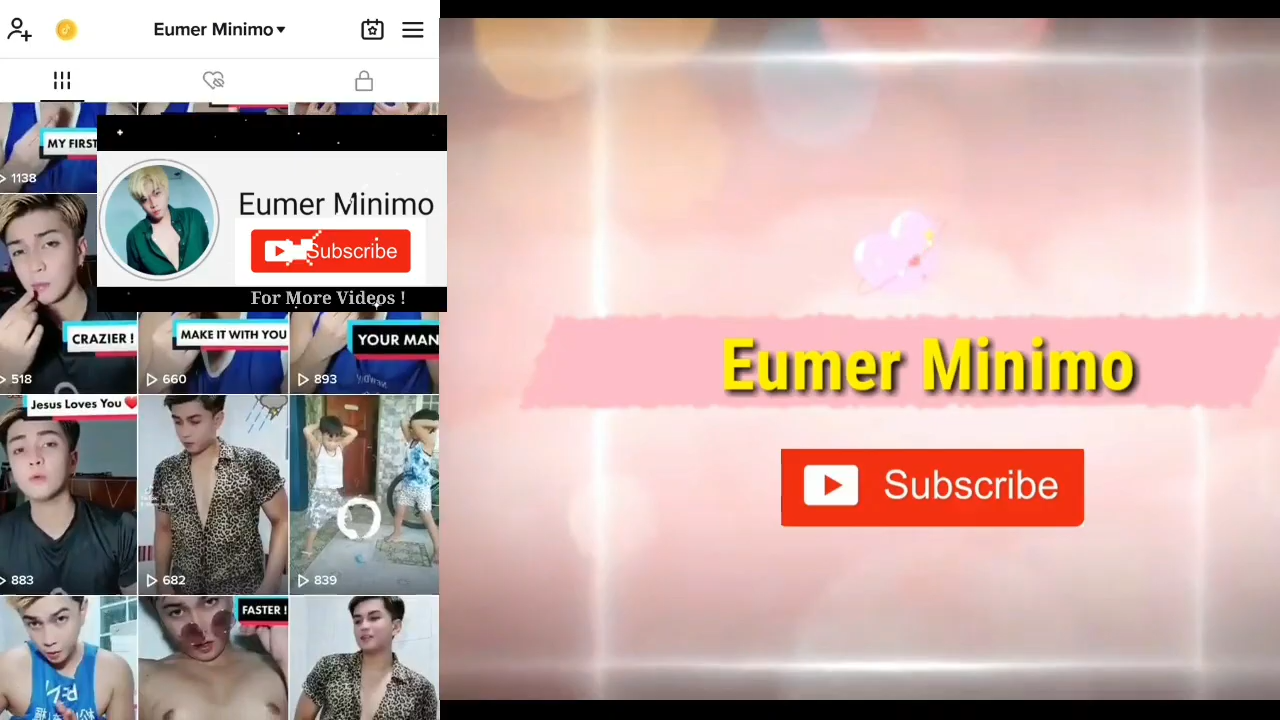 Eumer Minimo
MY FIRST
1138
Eumer Minimo
Subscribe
For More Videos !
CRAZIER !
518
MAKE IT WITH YOU
660
YOUR MAN
893
Jesus Loves You
883
682
839
FASTER !
Eumer Minimo
Subscribe